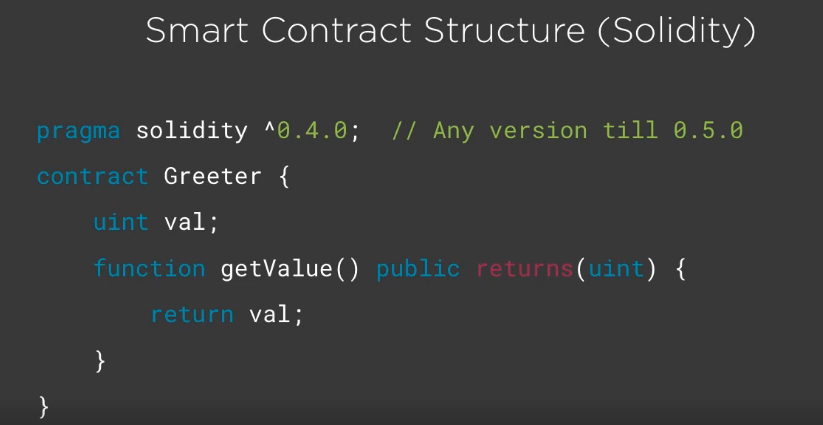 Smart Contract Structure (Solidity)
pragma solidity ^0.4.0;  // Any version till 0.5.0
contract Greeter {
    uint val;
    function getValue() public returns(uint) {
        return val;
    }
}